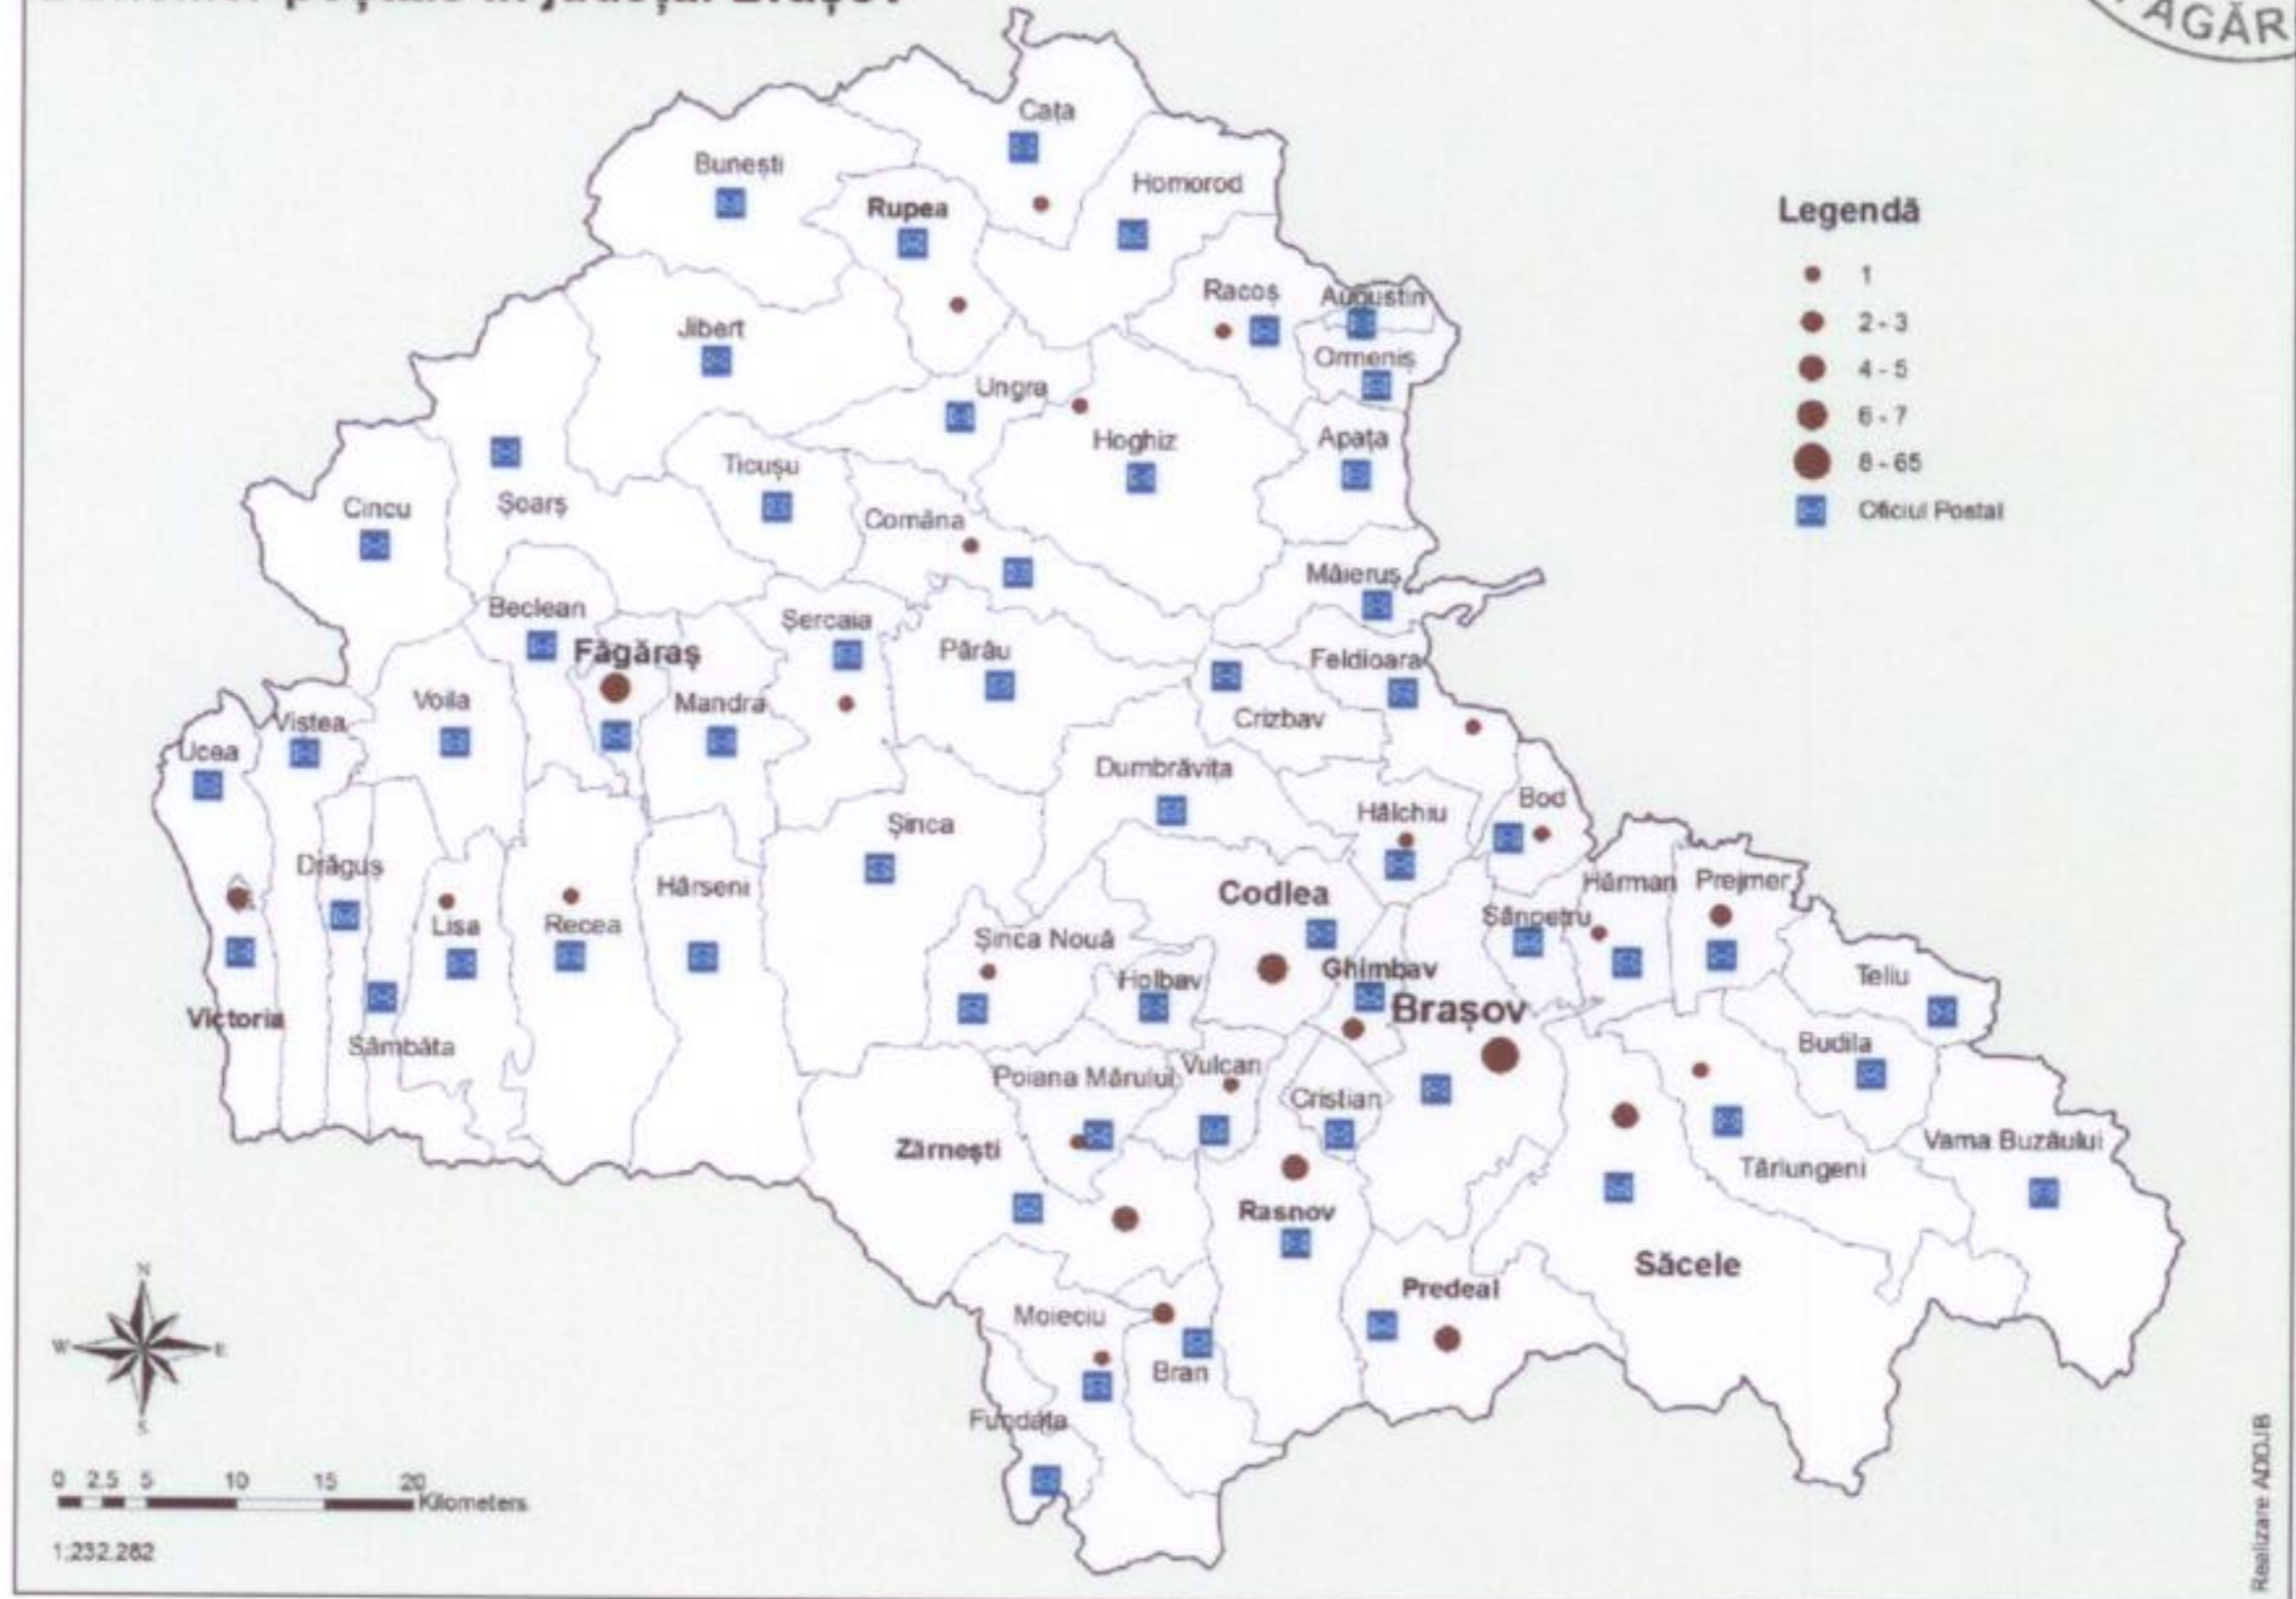 FĂGĂR
Cața
Bunești
Homorod
Rupea
Legendă
1
2 - 3
4 - 5
6 - 7
8 - 65
Oficiul Postal
Racoș
Augustin
Jibert
Ormeniș
Ungra
Hoghiz
Apața
Ticușu
Cincu
Șoarș
Comăna
Măieruș
Beclean
Șercaia
Făgăraș
Părău
Feldioara
Voila
Mandra
Crizbav
Vistea
Ucea
Dumbrăvița
Bod
Hălchiu
Șinca
Drăguș
Hârseni
Codlea
Hărman
Prejmer
Lisa
Recea
Sânpetru
Șinca Nouă
Holbav
Ghimbav
Teliu
Brașov
Victoria
Sâmbăta
Budila
Poiana Mărului
Vulcan
Cristian
Zărnești
Vama Buzăului
Târlungeni
Rasnov
Săcele
Predeal
Moieciu
Bran
Fundata
N
W
E
S
0 2.5 5 10 15 20
Kilometers
1:232.282
Realizare ADDJB